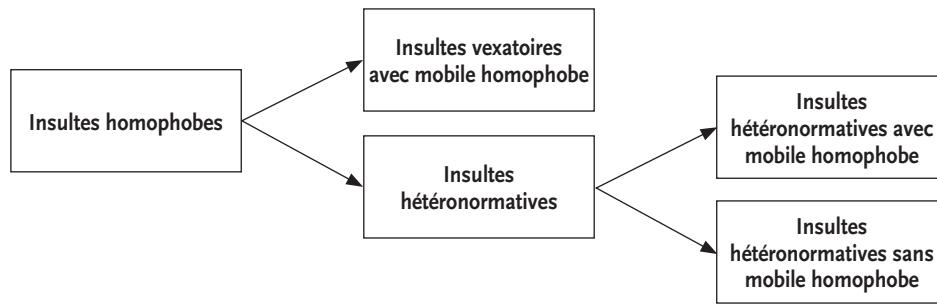 Insultes homophobes
Insultes vexatoires
avec mobile homophobe
Insultes
hétéronormatives
Insultes
hétéronormatives avec
mobile homophobe
Insultes
hétéronormatives sans
mobile homophobe